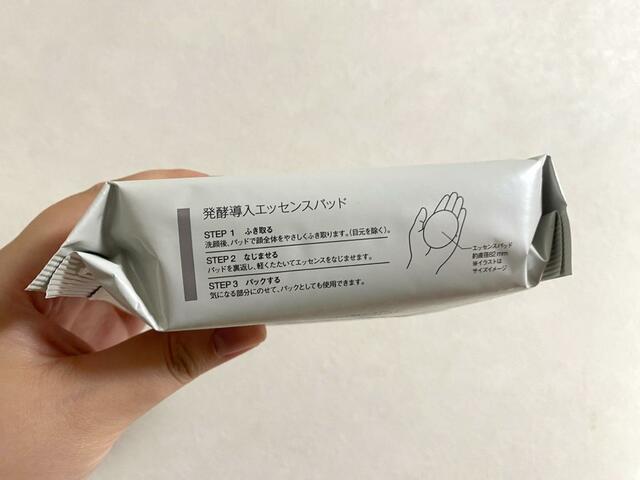 発酵導入エッセンスパッド
STEP 1 ふき取る
洗顔後、パッドで顔全体をやさしくふき取ります。(目元を除く)。
STEP 2 なじませる
パッドを裏返し、軽くたたいてエッセンスをなじませます。
STEP 3 パックする
気になる部分にのせて、パックとしても使用できます。
エッセンスパッド
約直径82mm
※イラストは
サイズイメージ